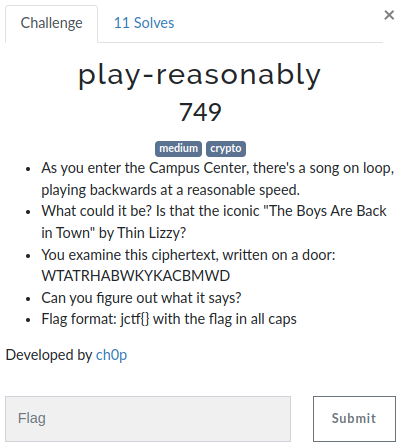 Challenge
11 Solves
×
play-reasonably
749
medium crypto
• As you enter the Campus Center, there's a song on loop,
playing backwards at a reasonable speed.
• What could it be? Is that the iconic "The Boys Are Back
in Town" by Thin Lizzy?
• You examine this ciphertext, written on a door:
WTATRHABWKYKACBMWD
• Can you figure out what it says?
• Flag format: jctf{} with the flag in all caps
Developed by ch0p
Flag
Submit